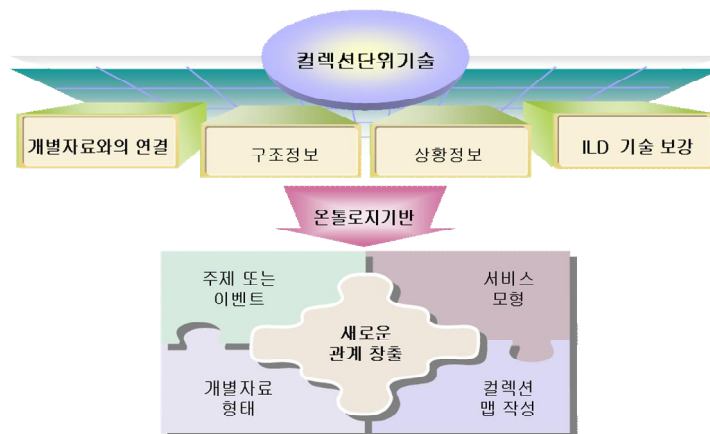 컬렉션단위기술
개별자료와의 연결
구조정보
상황정보
ILD 기술 보강
온톨로지기반
주제 또는
이벤트
서비스
모형
새로운
관계 창출
개별자료
형태
컬렉션
맵 작성